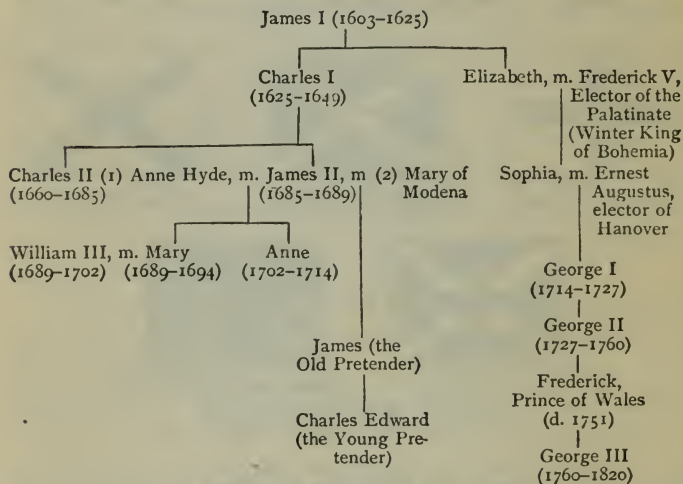 James I (1603–1625)
Charles I
(1625–1649)
Elizabeth, m. Frederick V,
Elector of the
Palatinate
(Winter King
of Bohemia)
Charles II (1) Anne Hyde, m. James II, m (2) Mary of
(1660–1685) (1685–1689) Modena
Sophia, m. Ernest
Augustus,
elector of
Hanover
William III, m. Mary Anne
(1689–1702) (1689–1694) (1702–1714)
George I
(1714–1727)
George II
(1727–1760)
James (the
Old Pretender)
Frederick,
Prince of Wales
(d. 1751)
Charles Edward
(the Young Pre-
tender)
George III
(1760–1820)